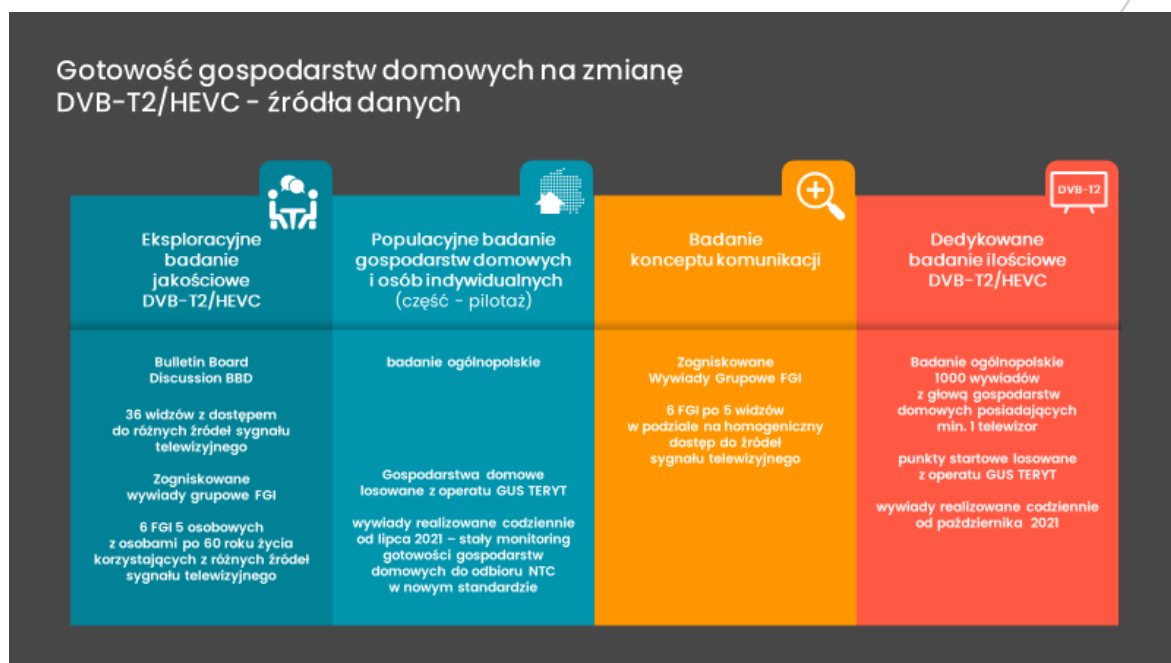 Gotowość gospodarstw domowych na zmianę
DVB-T2/HEVC - źródła danych
Eksploracyjne
badanie
jakościowe
DVB-T2/HEVC
Bulletin Board
Discussion BBD
36 widzów z dostępem
do różnych źródeł sygnału
telewizyjnego
Zogniskowane
wywiady grupowe FGI
6 FGI 5 osobowych
z osobami po 60 roku życia
korzystających z różnych źródeł
sygnału telewizyjnego
Populacyjne badanie
gospodarstw domowych
i osób indywidualnych
(część - pilotaż)
badanie ogólnopolskie
Gospodarstwa domowe
losowane z operatu GUS TERYT
wywiady realizowane codziennie
od lipca 2021 – stały monitoring
gotowości gospodarstw
domowych do odbioru NTC
w nowym standardzie
Badanie
konceptu komunikacji
Zogniskowane
Wywiady Grupowe FGI
6 FGI po 5 widzów
w podziale na homogeniczny
dostęp do źródeł
sygnału telewizyjnego
DVB-T2
Dedykowane
badanie ilościowe
DVB-T2/HEVC
Badanie ogólnopolskie
1000 wywiadów
z głową gospodarstw
domowych posiadających
min. 1 telewizor
punkty startowe losowane
z operatu GUS TERYT
wywiady realizowane codziennie
od października 2021